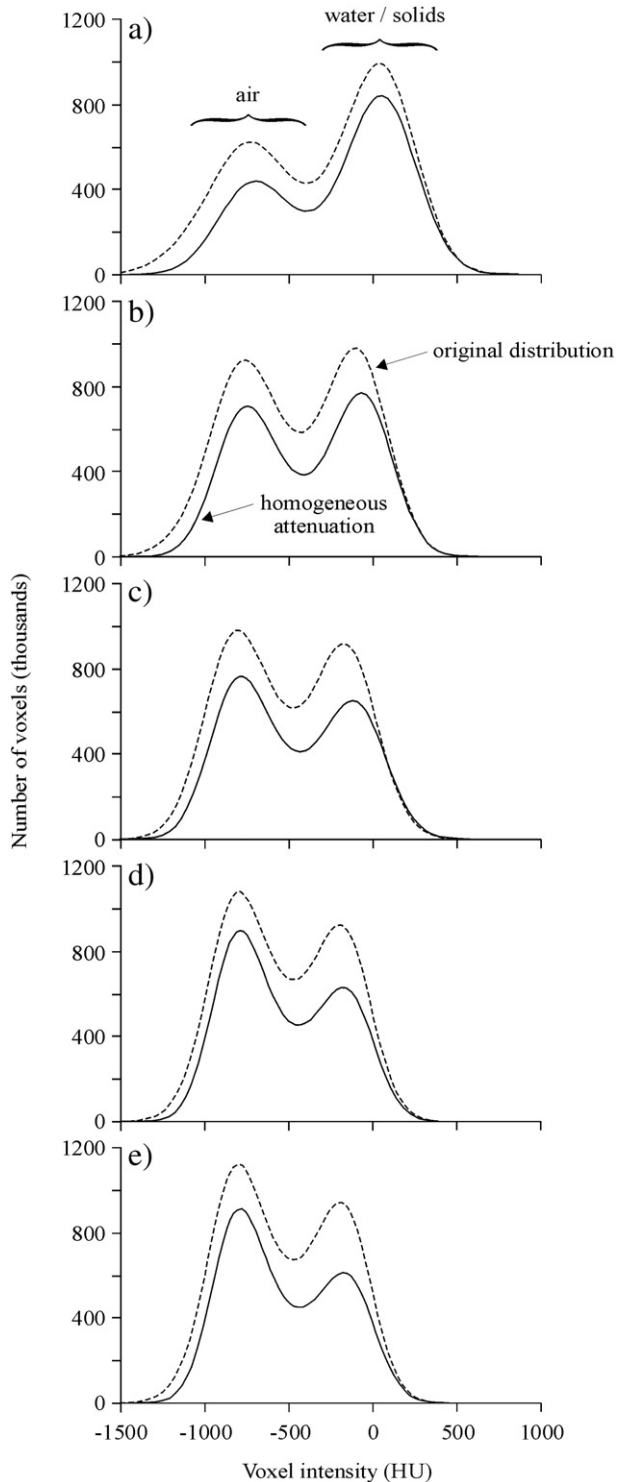 a)
water / solids
air
1200
800
400
0
b)
original distribution
homogeneous
attenuation
1200
800
400
0
c)
1200
800
400
0
Number of voxels (thousands)
d)
1200
800
400
0
e)
1200
800
400
0
-1500 -1000 -500 0 500 1000
Voxel intensity (HU)